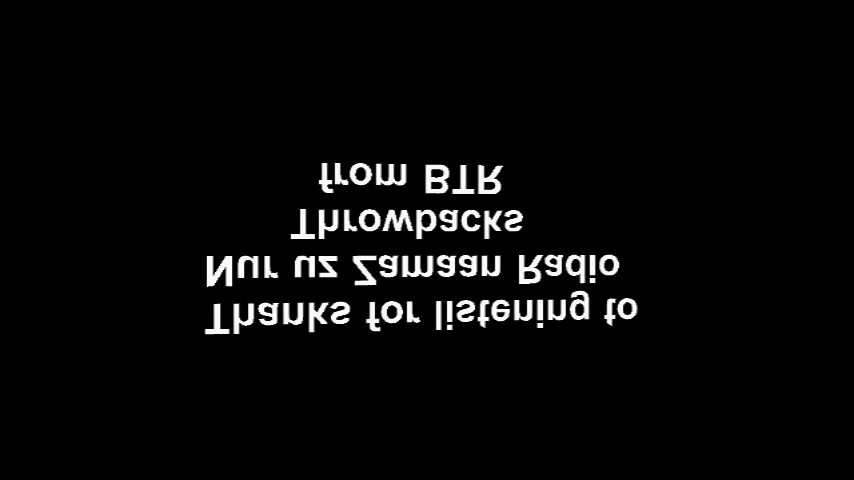 Thanks for listening to
Nur uz Zamaan Radio
Throwbacks
from BTR